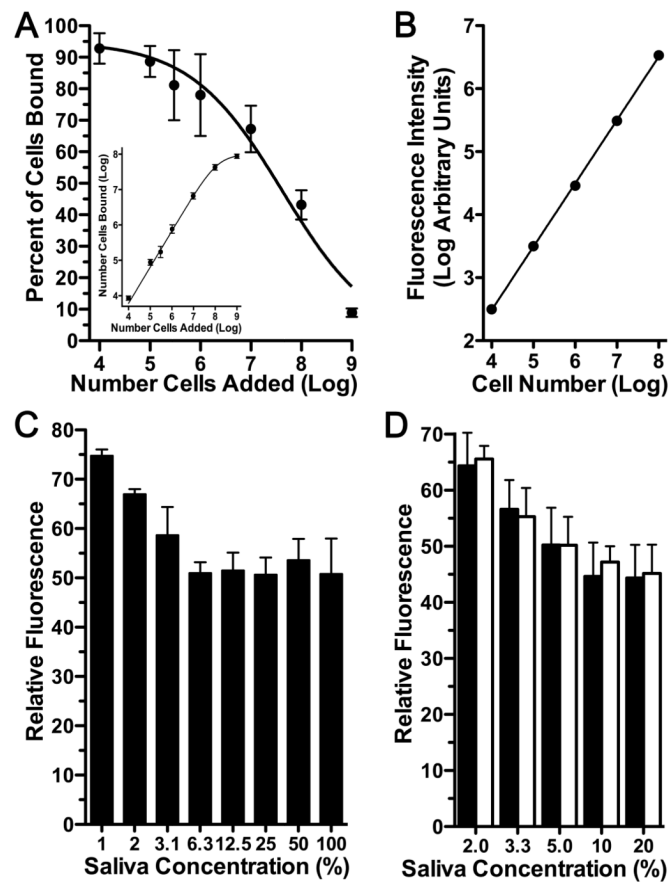 A
Percent of Cells Bound
100
90
80
70
60
50
40
30
20
10
0
4 5 6 7 8 9
Number Cells Added (Log)
Number Cells Bound (Log)
8
7
6
5
4
4 5 6 7 8 9
Number Cells Added (Log)
B
Fluorescence Intensity
(Log Arbitrary Units)
7
6
5
4
3
2
4 5 6 7 8
Cell Number (Log)
C
Relative Fluorescence
80
70
60
50
40
30
20
10
0
1 2 3.1 6.3 12.5 25 50 100
Saliva Concentration (%)
D
Relative Fluorescence
70
60
50
40
30
20
10
0
2.0 3.3 5.0 10 20
Saliva Concentration (%)